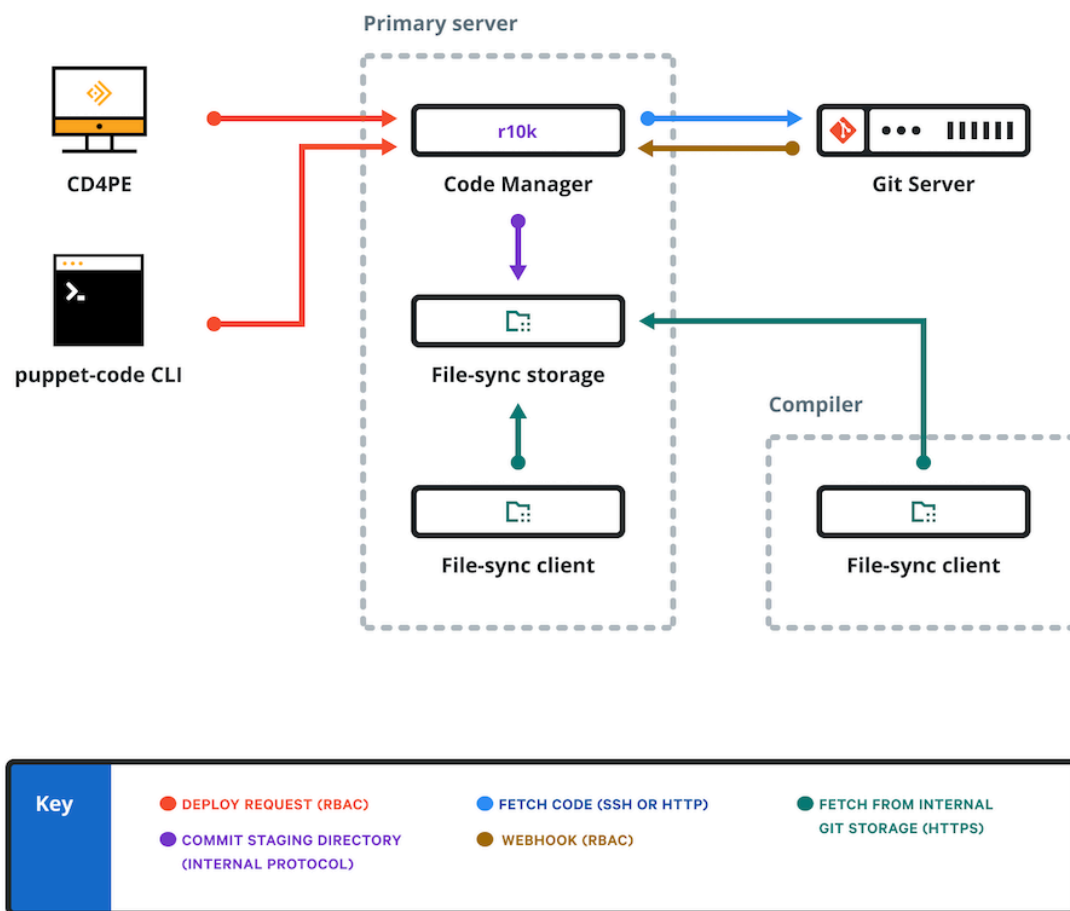 Primary server
r10k
CD4PE
Code Manager
Git Server
puppet-code CLI
File-sync storage
Compiler
File-sync client
File-sync client
Key
DEPLOY REQUEST (RBAC)
FETCH CODE (SSH OR HTTP)
FETCH FROM INTERNAL
GIT STORAGE (HTTPS)
COMMIT STAGING DIRECTORY
(INTERNAL PROTOCOL)
WEBHOOK (RBAC)